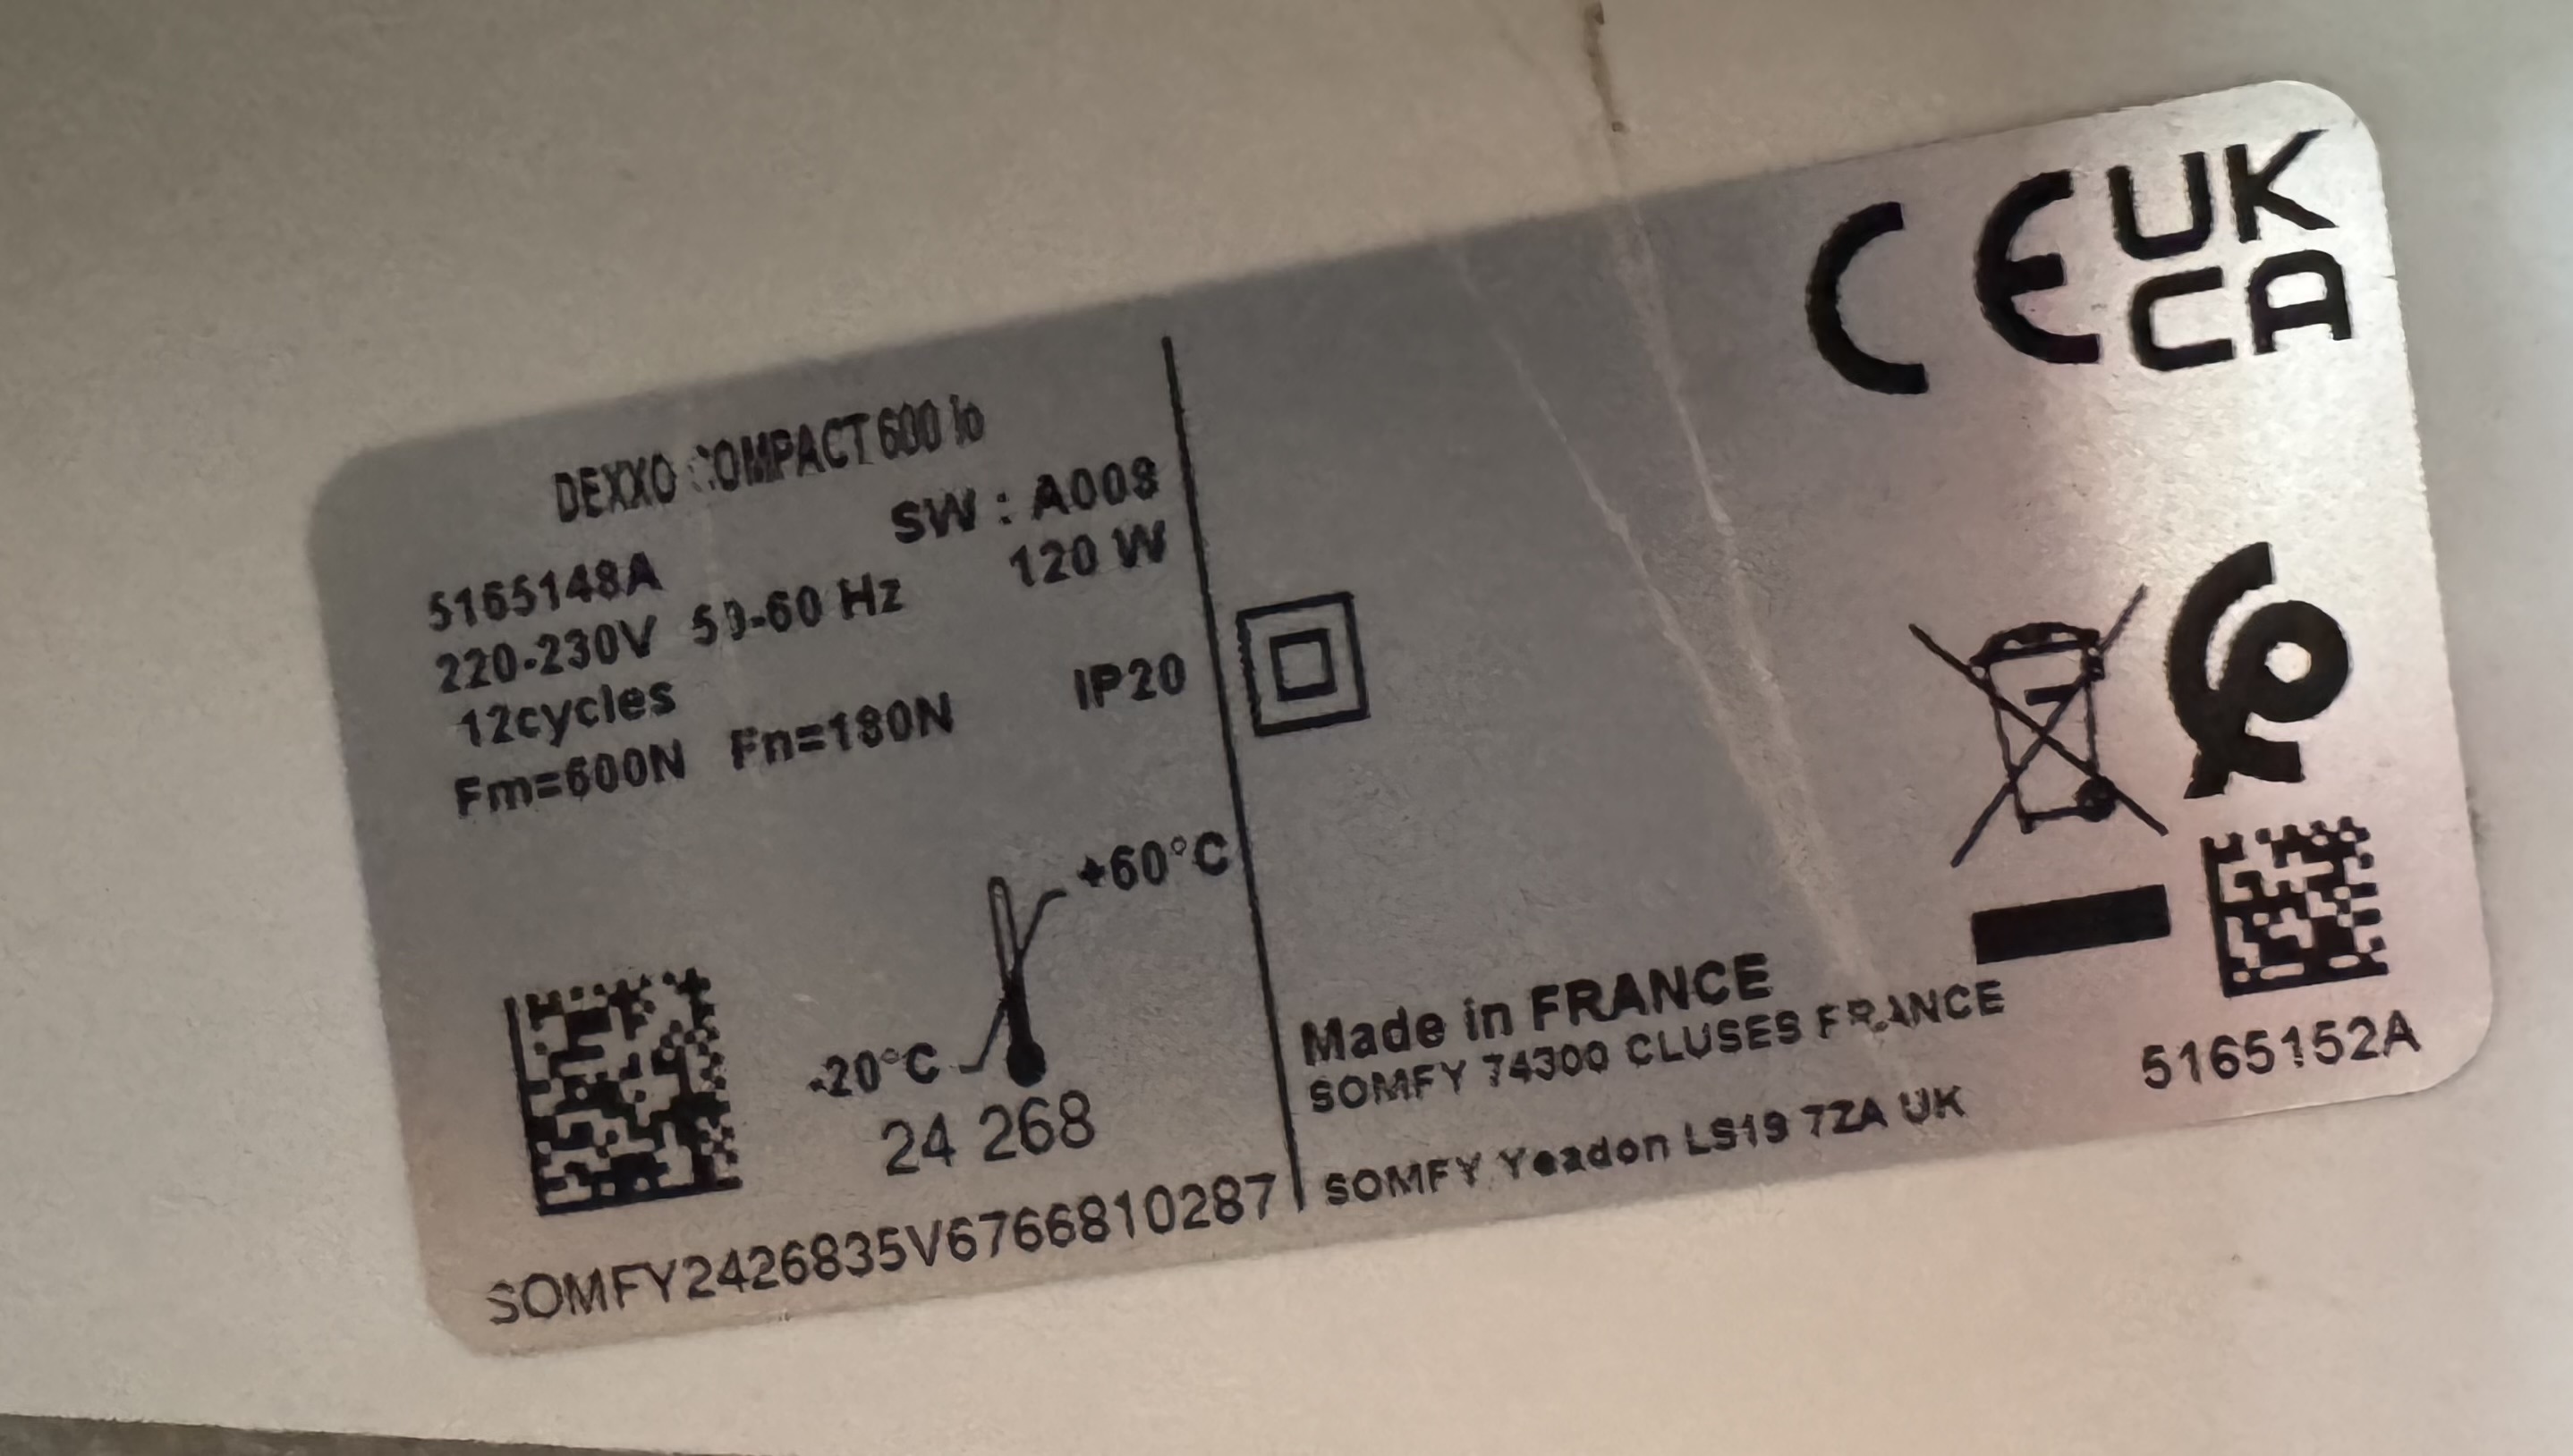 DEXXO COMPACT 600 io
SW : A008
5165148A
220-230V 50-60 Hz 120 W
12cycles
Fm=600N Fn=180N IP20
+60°C
-20°C
24 268
SOMFY2426835V6766810287
CE UK
CA
Made in FRANCE
SOMFY 74300 CLUSES FRANCE
SOMFY Yeadon LS19 7ZA UK
5165152A